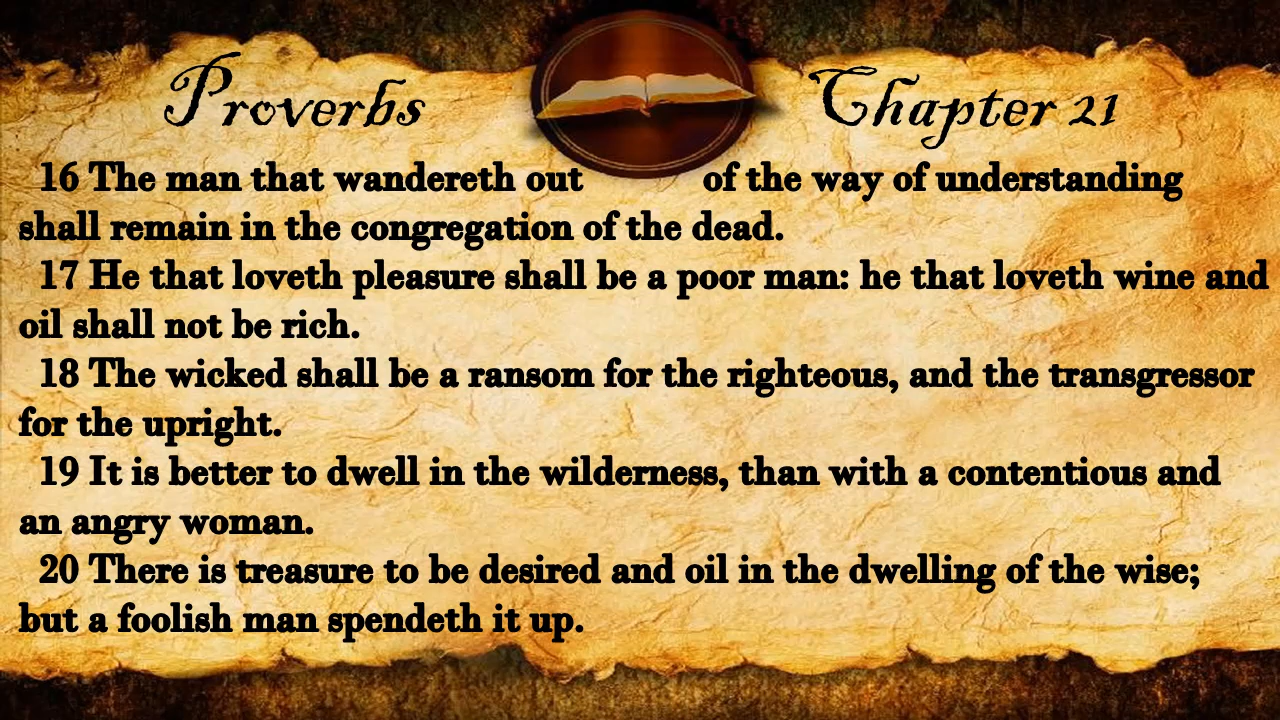 Proverbs Chapter 21
16 The man that wandereth out of the way of understanding
shall remain in the congregation of the dead.
17 He that loveth pleasure shall be a poor man: he that loveth wine and
oil shall not be rich.
18 The wicked shall be a ransom for the righteous, and the transgressor
for the upright.
19 It is better to dwell in the wilderness, than with a contentious and
an angry woman.
20 There is treasure to be desired and oil in the dwelling of the wise;
but a foolish man spendeth it up.